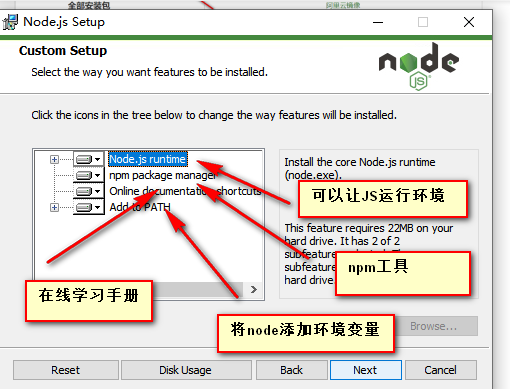 全部安装包
阿里云镜像
Node.js Setup
Custom Setup
Select the way you want features to be installed.
node
JS
Click the icons in the tree below to change the way features will be installed.
Node.js runtime
npm package manager
Online documentation shortcuts
Add to PATH
Install the core Node.js runtime
(node.exe).
可以让JS运行环境
This feature requires 22MB on your
hard drive. It has 2 of 2
subfeatures
subfeatures
hard drive
npm工具
在线学习手册
将node添加环境变量
Browse...
Reset
Disk Usage
Back
Next
Cancel